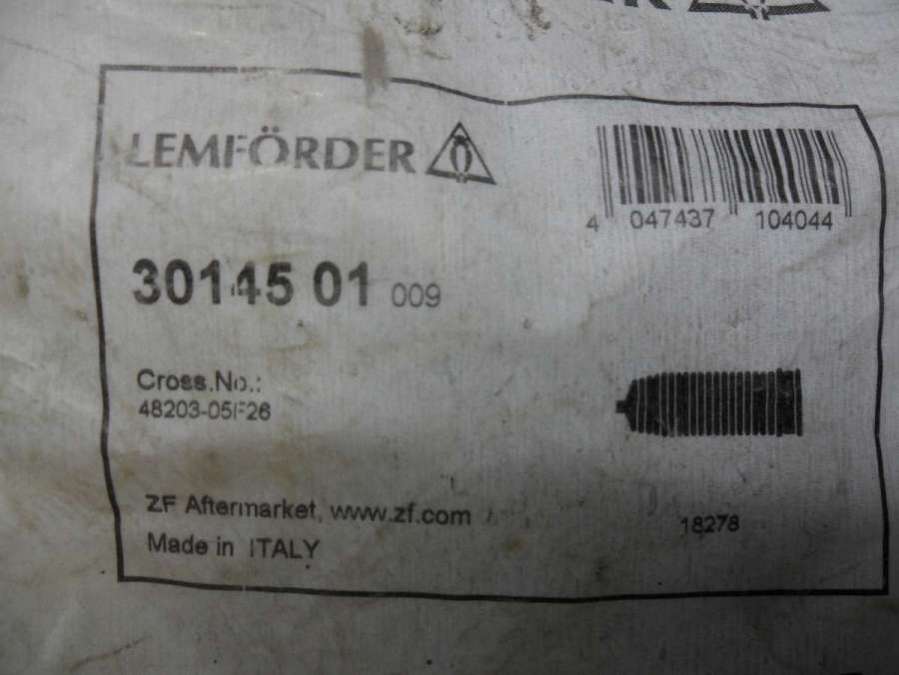 LEMFÖRDER
4 047437 104044
30145 01 009
Cross.No.:
48203-05F26
ZF Aftermarket, www.zf.com
18278
Made in ITALY